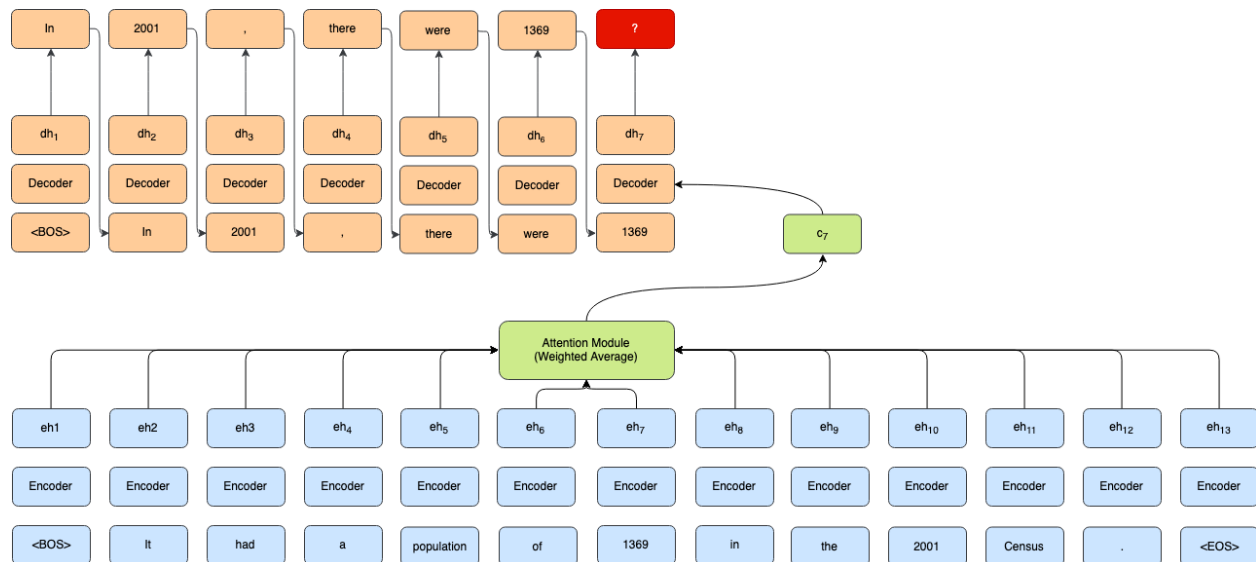 In 2001 , there were 1369 ?
dh₁ dh₂ dh₃ dh₄ dh₅ dh₆ dh₇
Decoder Decoder Decoder Decoder Decoder Decoder Decoder
<BOS> In 2001 , there were 1369
c₇
Attention Module
(Weighted Average)
eh1 eh2 eh3 eh₄ eh₅ eh₆ eh₇ eh₈ eh₉ eh₁₀ eh₁₁ eh₁₂ eh₁₃
Encoder Encoder Encoder Encoder Encoder Encoder Encoder Encoder Encoder Encoder Encoder Encoder Encoder
<BOS> It had a population of 1369 in the 2001 Census . <EOS>